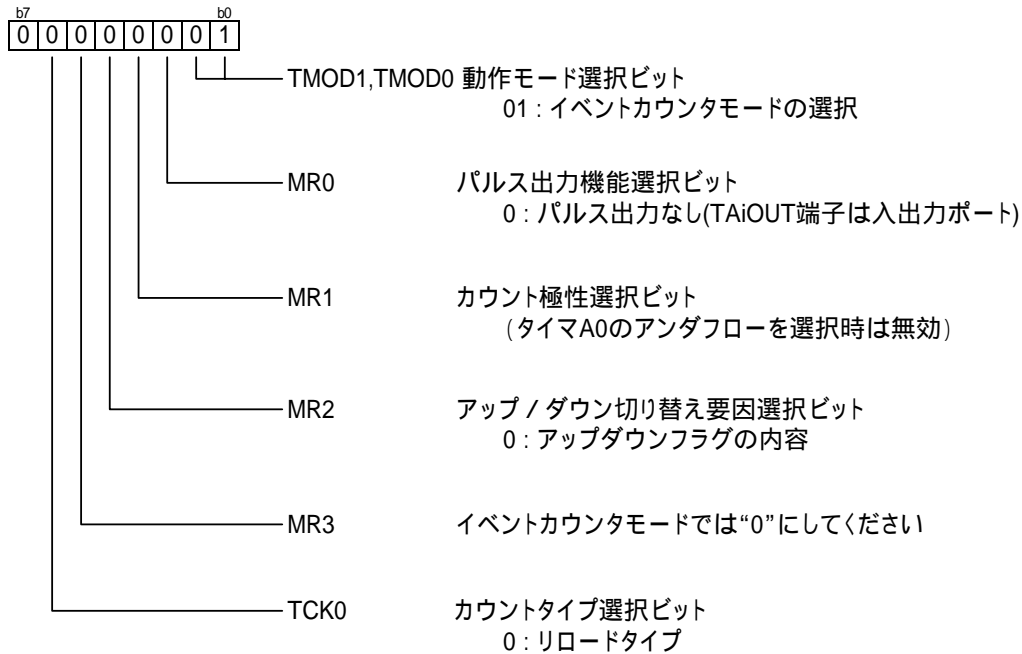 b7 b0
0 0 0 0 0 0 0 1
TMOD1,TMOD0 動作モード選択ビット
01 : イベントカウンタモードの選択
MR0 パルス出力機能選択ビット
0 : パルス出力なし(TAiOUT端子は入出力ポート)
MR1 カウント極性選択ビット
(タイマA0のアンダフローを選択時は無効)
MR2 アップ / ダウン切り替え要因選択ビット
0 : アップダウンフラグの内容
MR3 イベントカウンタモードでは“0”にしてください
TCK0 カウントタイプ選択ビット
0 : リロードタイプ